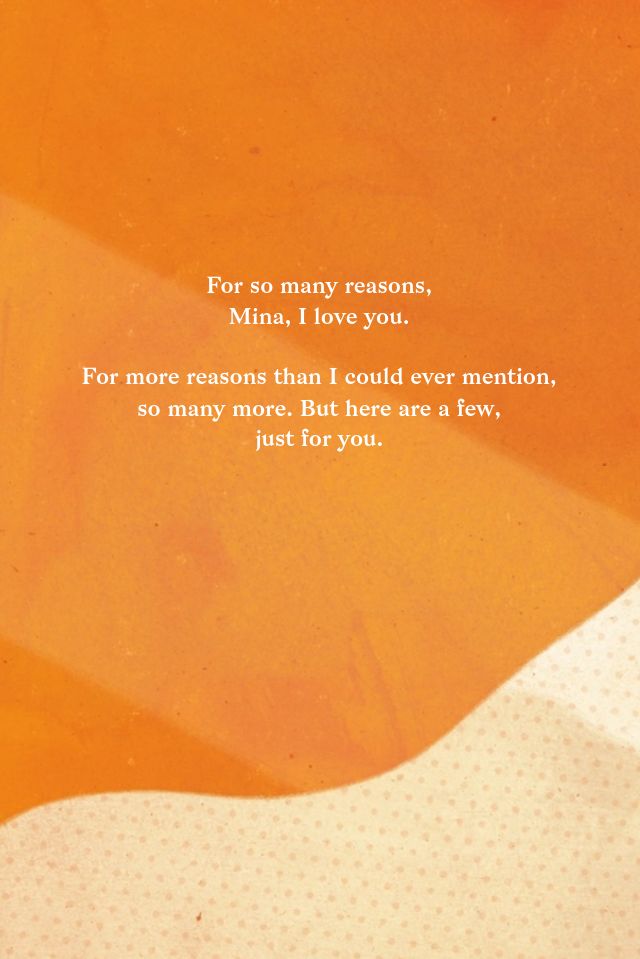 For so many reasons,
Mina, I love you.
For more reasons than I could ever mention,
so many more. But here are a few,
just for you.